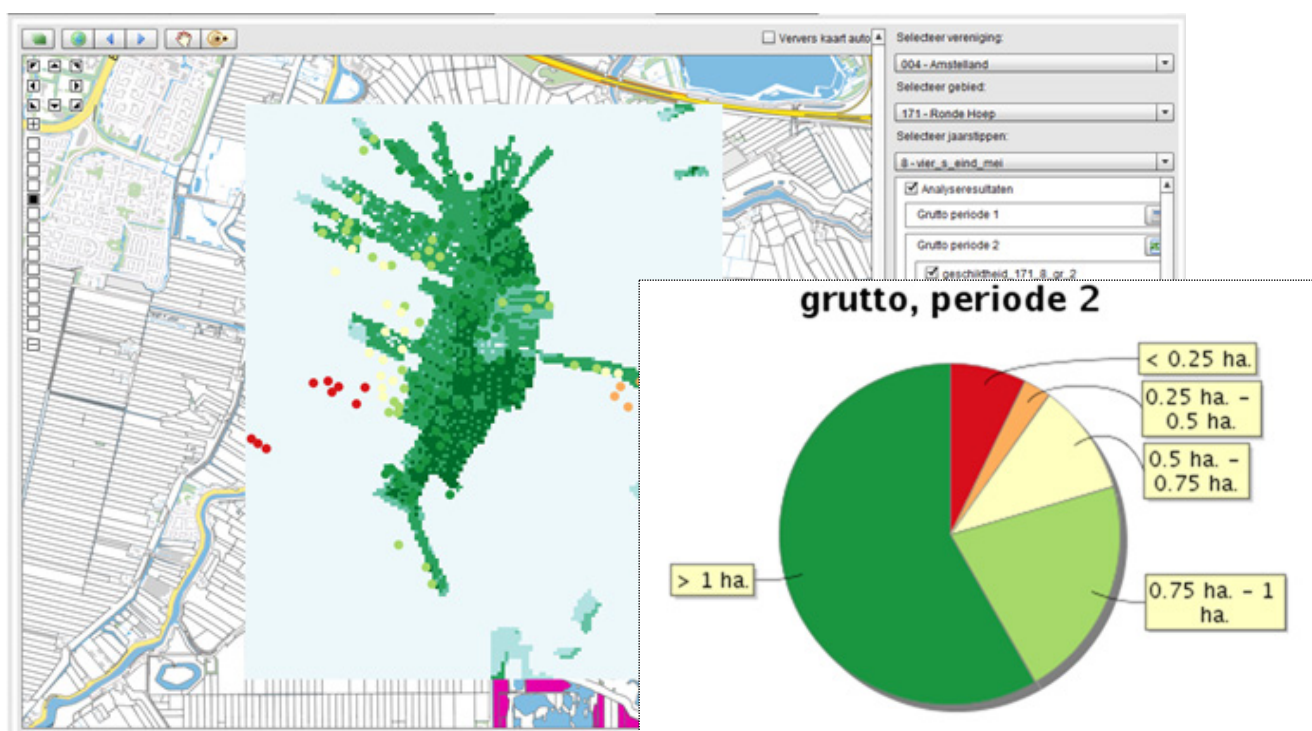 Ververs kaart auto
Selecteer vereniging:
004 - Amstelland
Selecteer gebied:
171 - Ronde Hoep
Selecteer jaarstippen:
8 - vier_s_eind_mei
Analyseresultaten
Grutto periode 1
Grutto periode 2
geschiktheid_171_8_gr_2
grutto, periode 2
< 0.25 ha.
0.25 ha. –
0.5 ha.
0.5 ha. –
0.75 ha.
> 1 ha.
0.75 ha. – 1
ha.